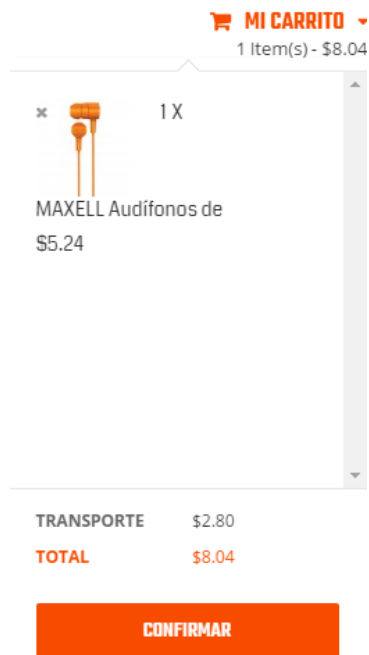 MI CARRITO
1 Item(s) - $8.04
1 X
MAXELL Audífonos de
$5.24
TRANSPORTE $2.80
TOTAL $8.04
CONFIRMAR